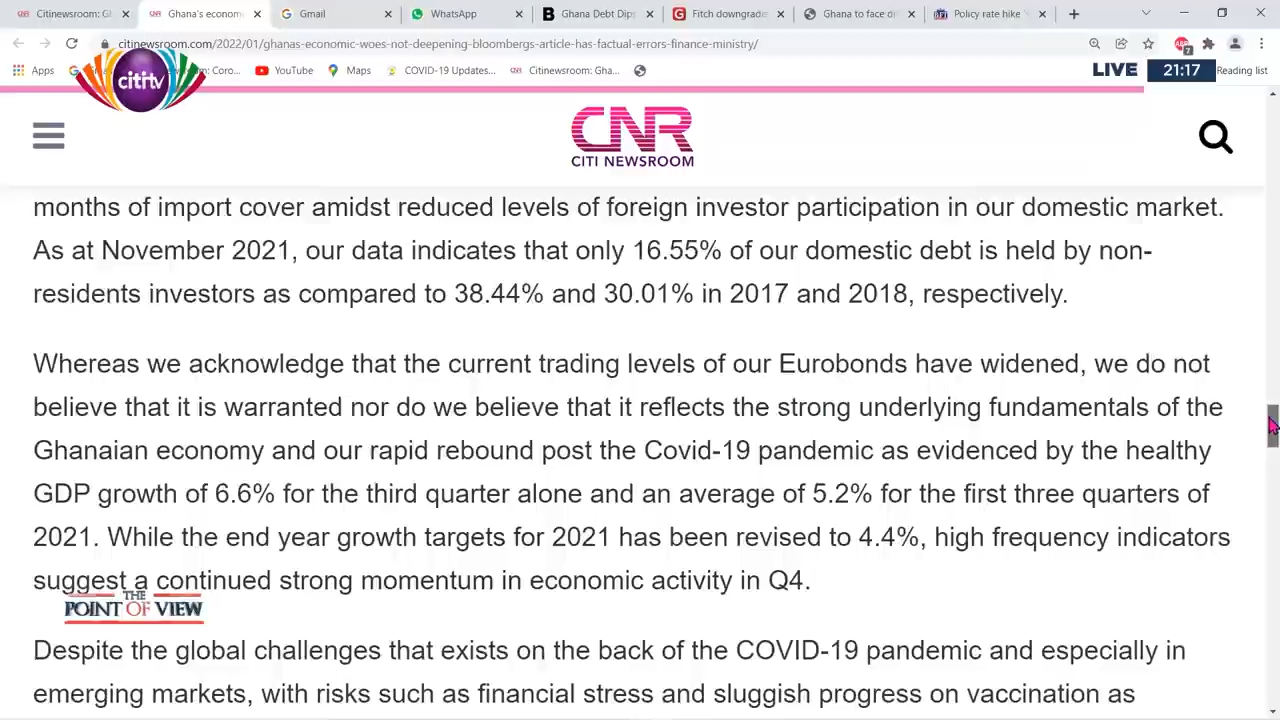 Citinewsroom: Gh
Ghana's econom
Gmail
WhatsApp
Ghana Debt Dips
Fitch downgrade
Ghana to face di
Policy rate hike '
citinewsroom.com/2022/01/ghanas-economic-woes-not-deepening-bloombergs-article-has-factual-errors-finance-ministry/
Apps
room: Coro...
YouTube
Maps
COVID-19 Updates...
Citinewsroom: Gha...
Reading list
cititv
LIVE 21:17
CNR
CITI NEWSROOM
months of import cover amidst reduced levels of foreign investor participation in our domestic market.
As at November 2021, our data indicates that only 16.55% of our domestic debt is held by non-
residents investors as compared to 38.44% and 30.01% in 2017 and 2018, respectively.
Whereas we acknowledge that the current trading levels of our Eurobonds have widened, we do not
believe that it is warranted nor do we believe that it reflects the strong underlying fundamentals of the
Ghanaian economy and our rapid rebound post the Covid-19 pandemic as evidenced by the healthy
GDP growth of 6.6% for the third quarter alone and an average of 5.2% for the first three quarters of
2021. While the end year growth targets for 2021 has been revised to 4.4%, high frequency indicators
suggest a continued strong momentum in economic activity in Q4.
THE
POINT OF VIEW
Despite the global challenges that exists on the back of the COVID-19 pandemic and especially in
emerging markets, with risks such as financial stress and sluggish progress on vaccination as